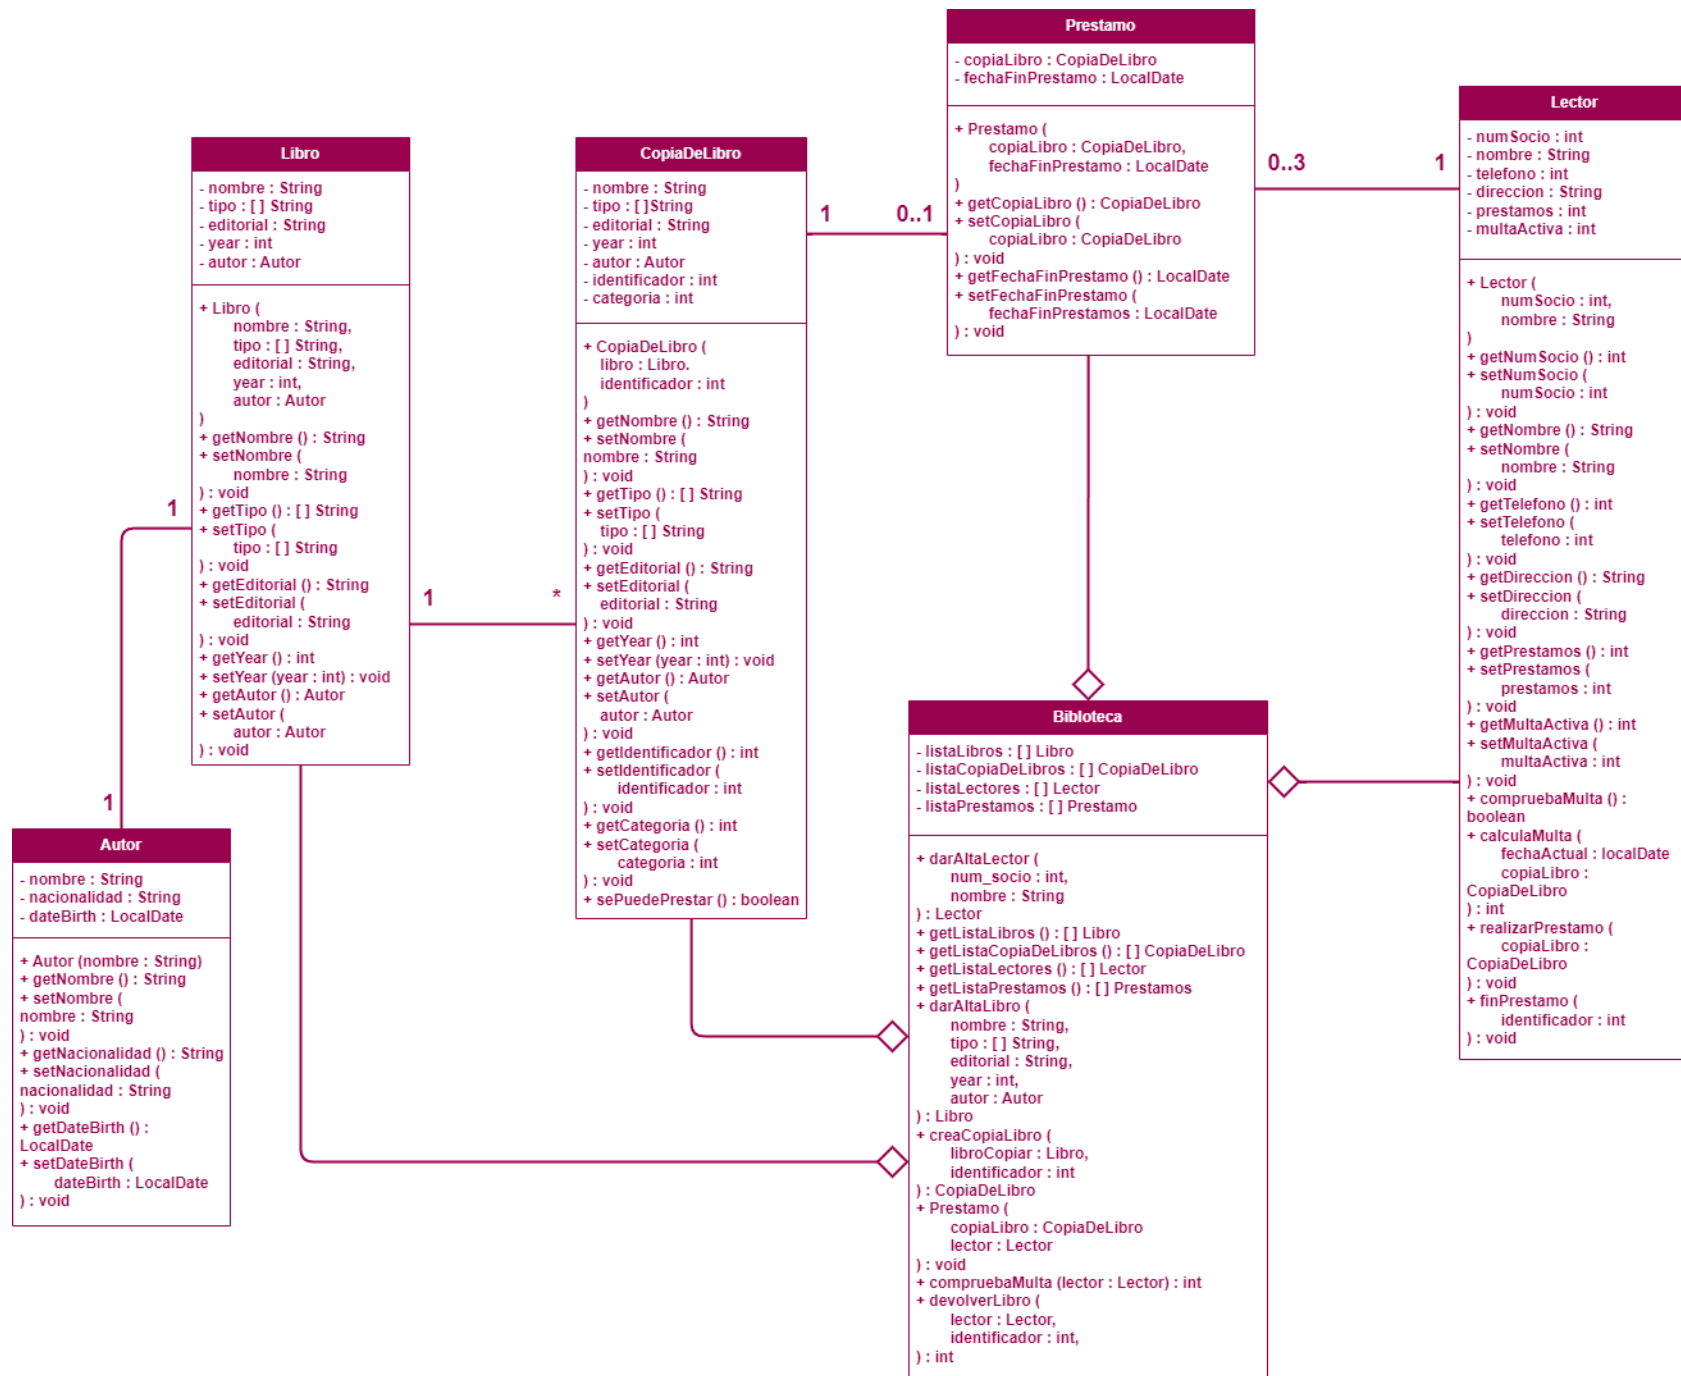 Prestamo
- copiaLibro : CopiaDeLibro
- fechaFinPrestamo : LocalDate
+ Prestamo (
copiaLibro : CopiaDeLibro,
fechaFinPrestamo : LocalDate
)
+ getCopiaLibro () : CopiaDeLibro
+ setCopiaLibro (
copiaLibro : CopiaDeLibro
) : void
+ getFechaFinPrestamo () : LocalDate
+ setFechaFinPrestamo (
fechaFinPrestamos : LocalDate
) : void
0..3
1
Lector
- numSocio : int
- nombre : String
- telefono : int
- direccion : String
- prestamos : int
- multaActiva : int
+ Lector (
numSocio : int,
nombre : String
)
+ getNumSocio () : int
+ setNumSocio (
numSocio : int
) : void
+ getNombre () : String
+ setNombre (
nombre : String
) : void
+ getTelefono () : int
+ setTelefono (
telefono : int
) : void
+ getDireccion () : String
+ setDireccion (
direccion : String
) : void
+ getPrestamos () : int
+ setPrestamos (
prestamos : int
) : void
+ getMultaActiva () : int
+ setMultaActiva (
multaActiva : int
) : void
+ compruebaMulta () :
boolean
+ calculaMulta (
fechaActual : localDate
copiaLibro :
CopiaDeLibro
) : int
+ realizarPrestamo (
copiaLibro :
CopiaDeLibro
) : void
+ finPrestamo (
identificador : int
) : void
Libro
- nombre : String
- tipo : [ ] String
- editorial : String
- year : int
- autor : Autor
+ Libro (
nombre : String,
tipo : [ ] String,
editorial : String,
year : int,
autor : Autor
)
+ getNombre () : String
+ setNombre (
nombre : String
) : void
+ getTipo () : [ ] String
+ setTipo (
tipo : [ ] String
) : void
+ getEditorial () : String
+ setEditorial (
editorial : String
) : void
+ getYear () : int
+ setYear (year : int) : void
+ getAutor () : Autor
+ setAutor (
autor : Autor
) : void
1
1
1
*
CopiaDeLibro
- nombre : String
- tipo : [ ]String
- editorial : String
- year : int
- autor : Autor
- identificador : int
- categoria : int
+ CopiaDeLibro (
libro : Libro.
identificador : int
)
+ getNombre () : String
+ setNombre (
nombre : String
) : void
+ getTipo () : [ ] String
+ setTipo (
tipo : [ ] String
) : void
+ getEditorial () : String
+ setEditorial (
editorial : String
) : void
+ getYear () : int
+ setYear (year : int) : void
+ getAutor () : Autor
+ setAutor (
autor : Autor
) : void
+ getIdentificador () : int
+ setIdentificador (
identificador : int
) : void
+ getCategoria () : int
+ setCategoria (
categoria : int
) : void
+ sePuedePrestar () : boolean
1
0..1
Autor
- nombre : String
- nacionalidad : String
- dateBirth : LocalDate
+ Autor (nombre : String)
+ getNombre () : String
+ setNombre (
nombre : String
) : void
+ getNacionalidad () : String
+ setNacionalidad (
nacionalidad : String
) : void
+ getDateBirth () :
LocalDate
+ setDateBirth (
dateBirth : LocalDate
) : void
Bibloteca
- listaLibros : [ ] Libro
- listaCopiaDeLibros : [ ] CopiaDeLibro
- listaLectores : [ ] Lector
- listaPrestamos : [ ] Prestamo
+ darAltaLector (
num_socio : int,
nombre : String
) : Lector
+ getListaLibros () : [ ] Libro
+ getListaCopiaDeLibros () : [ ] CopiaDeLibro
+ getListaLectores () : [ ] Lector
+ getListaPrestamos () : [ ] Prestamos
+ darAltaLibro (
nombre : String,
tipo : [ ] String,
editorial : String,
year : int,
autor : Autor
) : Libro
+ creaCopiaLibro (
libroCopiar : Libro,
identificador : int
) : CopiaDeLibro
+ Prestamo (
copiaLibro : CopiaDeLibro
lector : Lector
) : void
+ compruebaMulta (lector : Lector) : int
+ devolverLibro (
lector : Lector,
identificador : int,
) : int